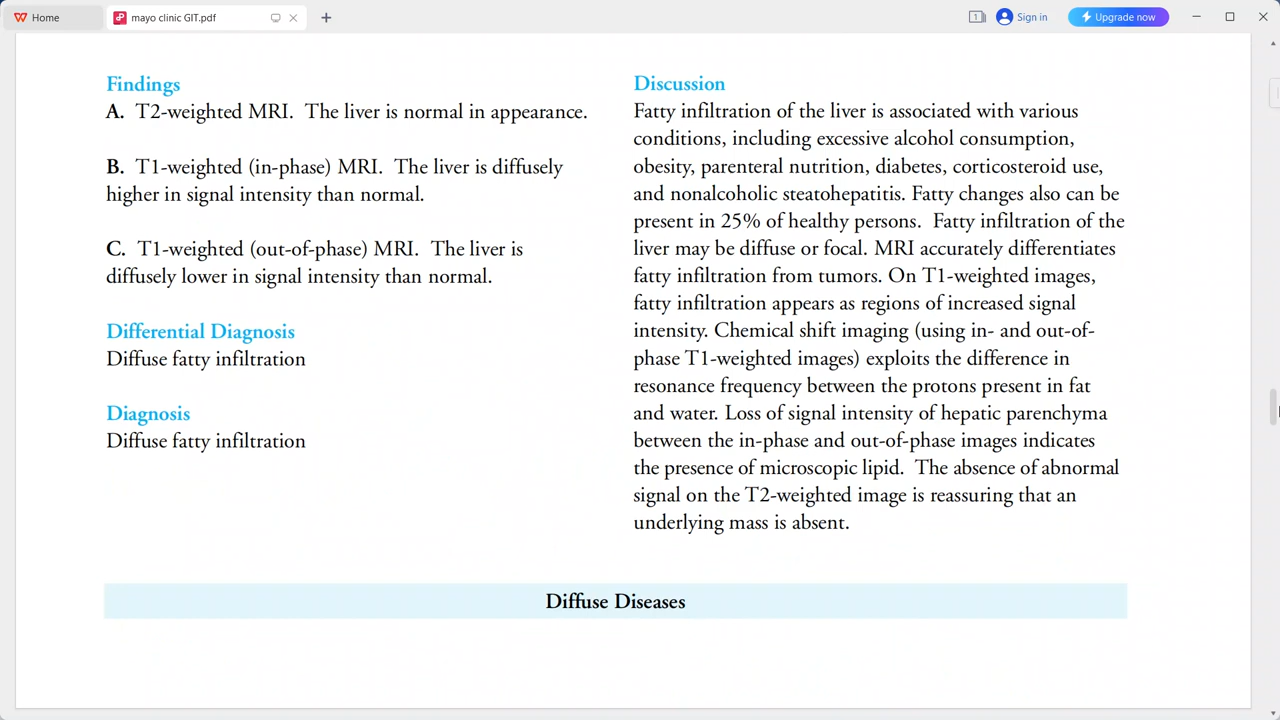 Home
mayo clinic GIT.pdf
Sign in
Upgrade now
Findings
A. T2-weighted MRI. The liver is normal in appearance.
B. T1-weighted (in-phase) MRI. The liver is diffusely
higher in signal intensity than normal.
C. T1-weighted (out-of-phase) MRI. The liver is
diffusely lower in signal intensity than normal.
Differential Diagnosis
Diffuse fatty infiltration
Diagnosis
Diffuse fatty infiltration
Discussion
Fatty infiltration of the liver is associated with various
conditions, including excessive alcohol consumption,
obesity, parenteral nutrition, diabetes, corticosteroid use,
and nonalcoholic steatohepatitis. Fatty changes also can be
present in 25% of healthy persons. Fatty infiltration of the
liver may be diffuse or focal. MRI accurately differentiates
fatty infiltration from tumors. On T1-weighted images,
fatty infiltration appears as regions of increased signal
intensity. Chemical shift imaging (using in- and out-of-
phase T1-weighted images) exploits the difference in
resonance frequency between the protons present in fat
and water. Loss of signal intensity of hepatic parenchyma
between the in-phase and out-of-phase images indicates
the presence of microscopic lipid. The absence of abnormal
signal on the T2-weighted image is reassuring that an
underlying mass is absent.
Diffuse Diseases